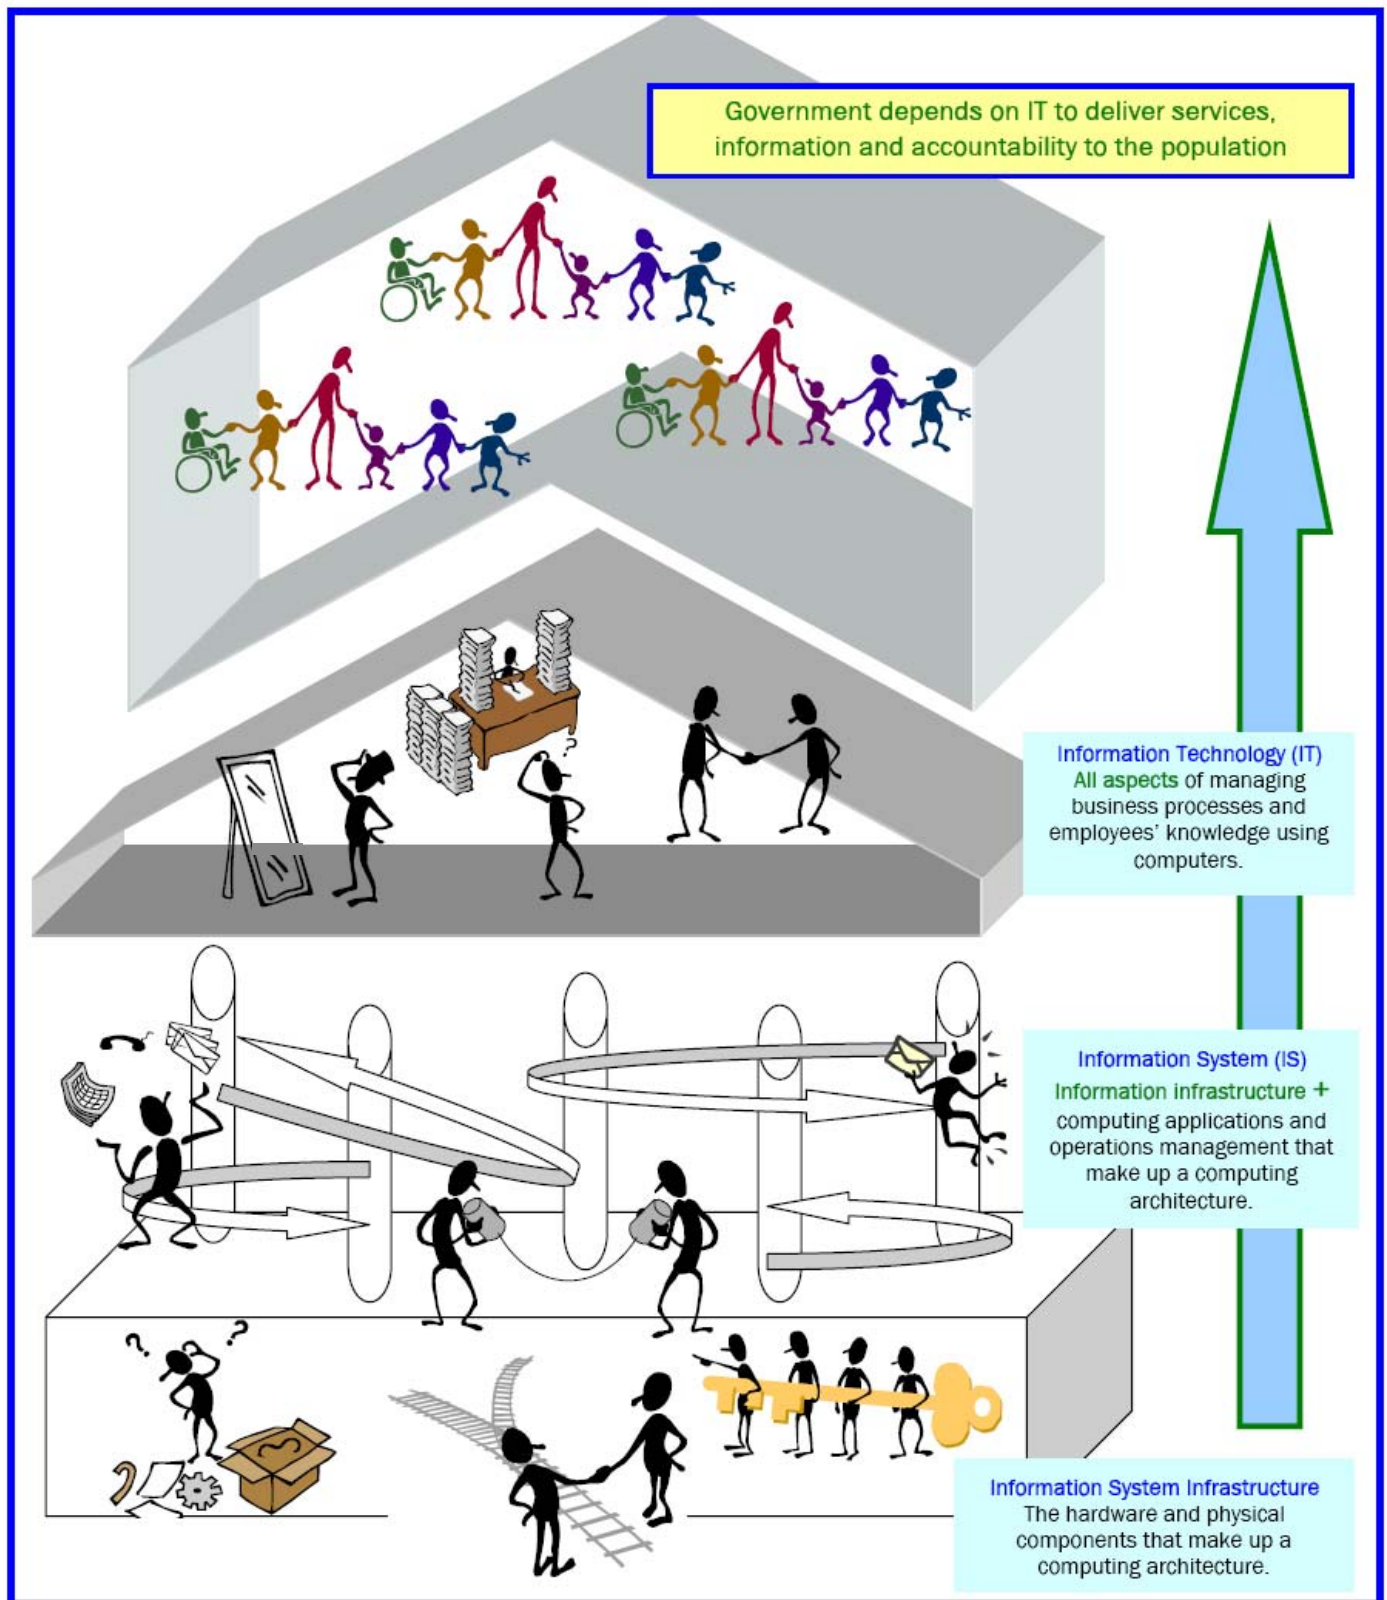 Government depends on IT to deliver services,
information and accountability to the population
?
Information Technology (IT)
All aspects of managing
business processes and
employees’ knowledge using
computers.
Information System (IS)
Information infrastructure +
computing applications and
operations management that
make up a computing
architecture.
? ?
Information System Infrastructure
The hardware and physical
components that make up a
computing architecture.